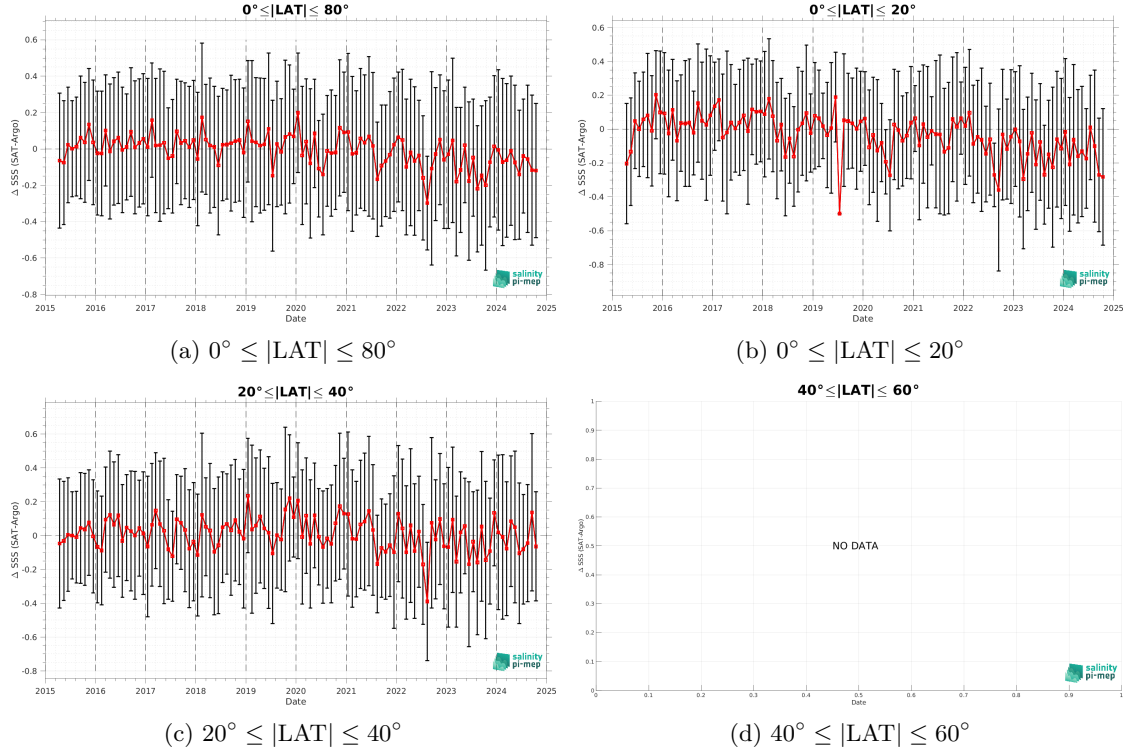 0°≤|LAT|≤ 80°
Δ SSS (SAT-Argo)
0.6
0.4
0.2
0
-0.2
-0.4
-0.6
-0.8
2015 2016 2017 2018 2019 2020 2021 2022 2023 2024 2025
Date
salinity
pi-mep
(a) 0° ≤ |LAT| ≤ 80°
0°≤|LAT|≤ 20°
Δ SSS (SAT-Argo)
0.6
0.4
0.2
0
-0.2
-0.4
-0.6
-0.8
2015 2016 2017 2018 2019 2020 2021 2022 2023 2024 2025
Date
salinity
pi-mep
(b) 0° ≤ |LAT| ≤ 20°
20°≤|LAT|≤ 40°
Δ SSS (SAT-Argo)
0.6
0.4
0.2
0
-0.2
-0.4
-0.6
-0.8
2015 2016 2017 2018 2019 2020 2021 2022 2023 2024 2025
Date
salinity
pi-mep
(c) 20° ≤ |LAT| ≤ 40°
40°≤|LAT|≤ 60°
Δ SSS (SAT-Argo)
1
0.9
0.8
0.7
0.6
0.5
0.4
0.3
0.2
0.1
0
NO DATA
0 0.1 0.2 0.3 0.4 0.5 0.6 0.7 0.8 0.9 1
Date
salinity
pi-mep
(d) 40° ≤ |LAT| ≤ 60°